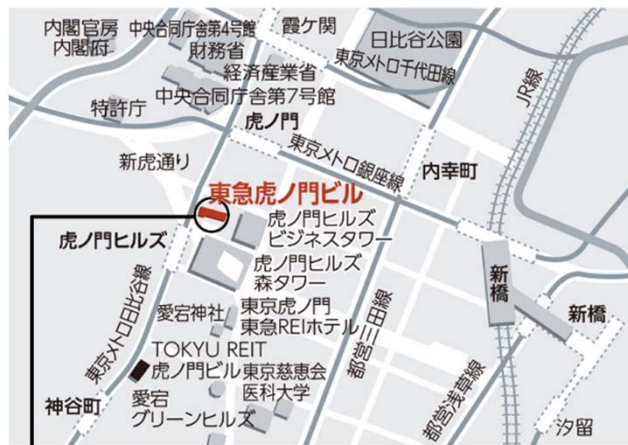 内閣官房
内閣府
中央合同庁舎第4号館
財務省
霞ケ関
日比谷公園
東京メトロ千代田線
経済産業省
中央合同庁舎第7号館
特許庁
虎ノ門
JR線
新虎通り
東京メトロ銀座線
内幸町
東急虎ノ門ビル
虎ノ門ヒルズ
虎ノ門ヒルズ
ビジネスタワー
虎ノ門ヒルズ
森タワー
新橋
新橋
愛宕神社
東京虎ノ門
東急REIホテル
東京メトロ日比谷線
都営三田線
TOKYU REIT
虎ノ門ビル
東京慈恵会
医科大学
神谷町
愛宕
グリーンヒルズ
都営浅草線
汐留